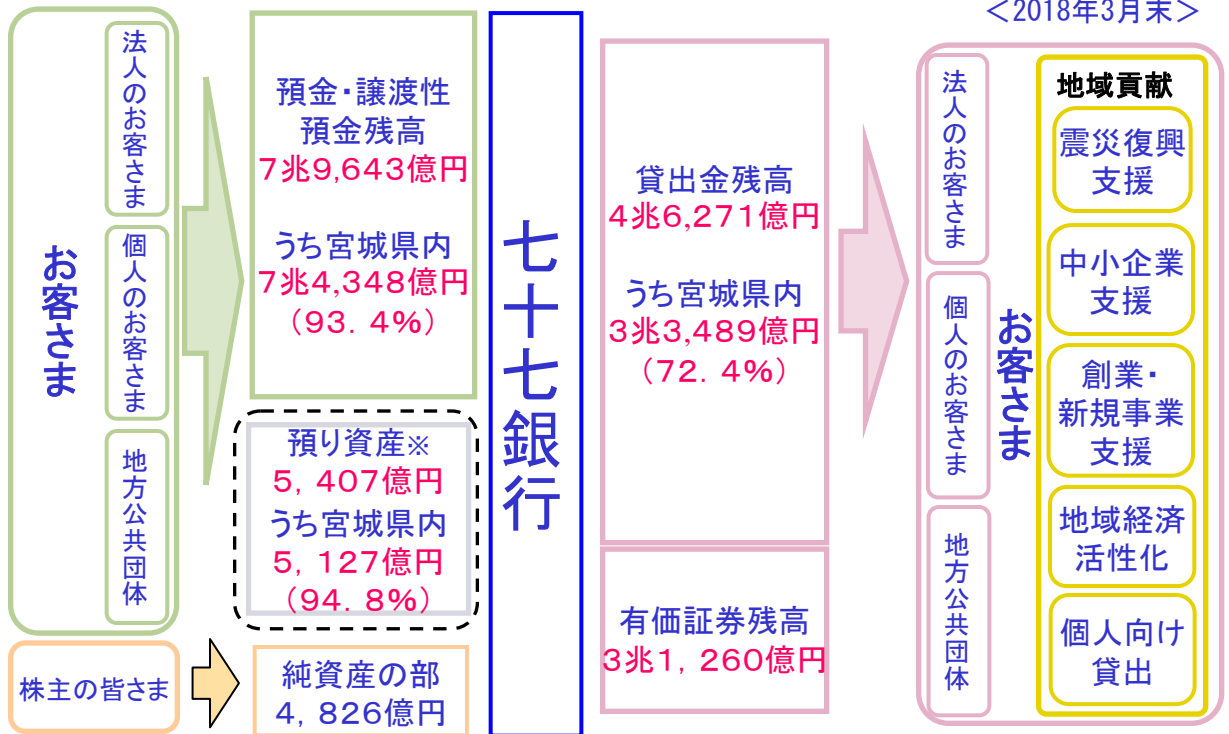 ＜2018年3月末＞
お客さま
法人のお客さま
個人のお客さま
地方公共団体
株主の皆さま
預金・譲渡性
預金残高
7兆9,643億円
うち宮城県内
7兆4,348億円
（93．4%）
預り資産※
5，407億円
うち宮城県内
5，127億円
（94．8%）
純資産の部
4，826億円
七十七銀行
貸出金残高
4兆6,271億円
うち宮城県内
3兆3,489億円
（72．4%）
有価証券残高
3兆1，260億円
法人のお客さま
個人のお客さま
地方公共団体
お客さま
地域貢献
震災復興
支援
中小企業
支援
創業・
新規事業
支援
地域経済
活性化
個人向け
貸出